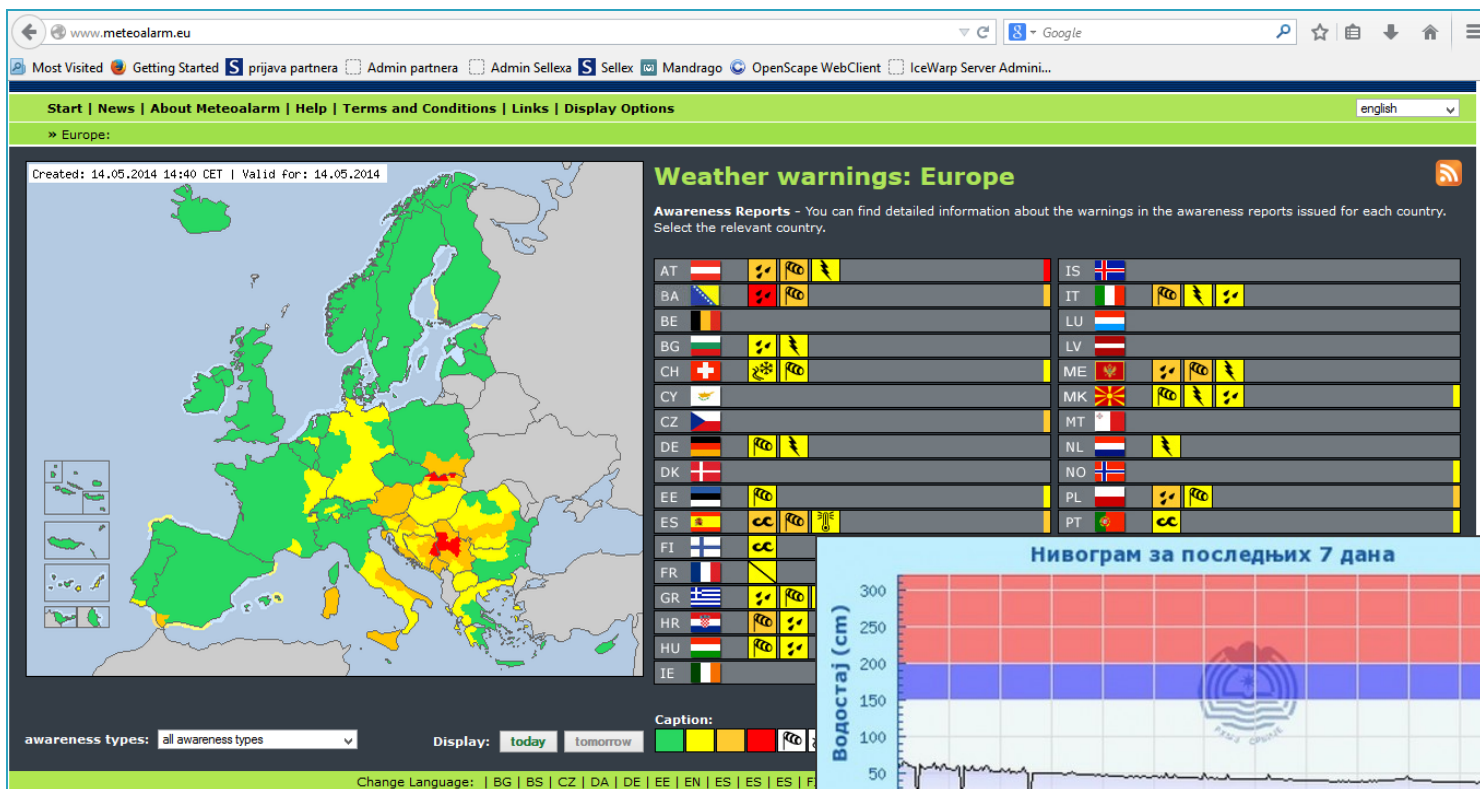 www.meteoalarm.eu
Google
Most Visited Getting Started prijava partnera Admin partnera Admin Sellexa Sellex Mandrago OpenScape WebClient IceWarp Server Admini...
Start | News | About Meteoalarm | Help | Terms and Conditions | Links | Display Options
english
» Europe:
Created: 14.05.2014 14:40 CET | Valid for: 14.05.2014
Weather warnings: Europe
Awareness Reports - You can find detailed information about the warnings in the awareness reports issued for each country.
Select the relevant country.
AT
BA
BE
BG
CH
CY
CZ
DE
DK
EE
ES
FI
FR
GR
HR
HU
IE
IS
IT
LU
LV
ME
MK
MT
NL
NO
PL
PT
Нивограм за последњих 7 дана
Водостај (cm)
300
250
200
150
100
50
Caption:
awareness types: all awareness types
Display: today tomorrow
Change Language: | BG | BS | CZ | DA | DE | EE | EN | ES | ES | ES |